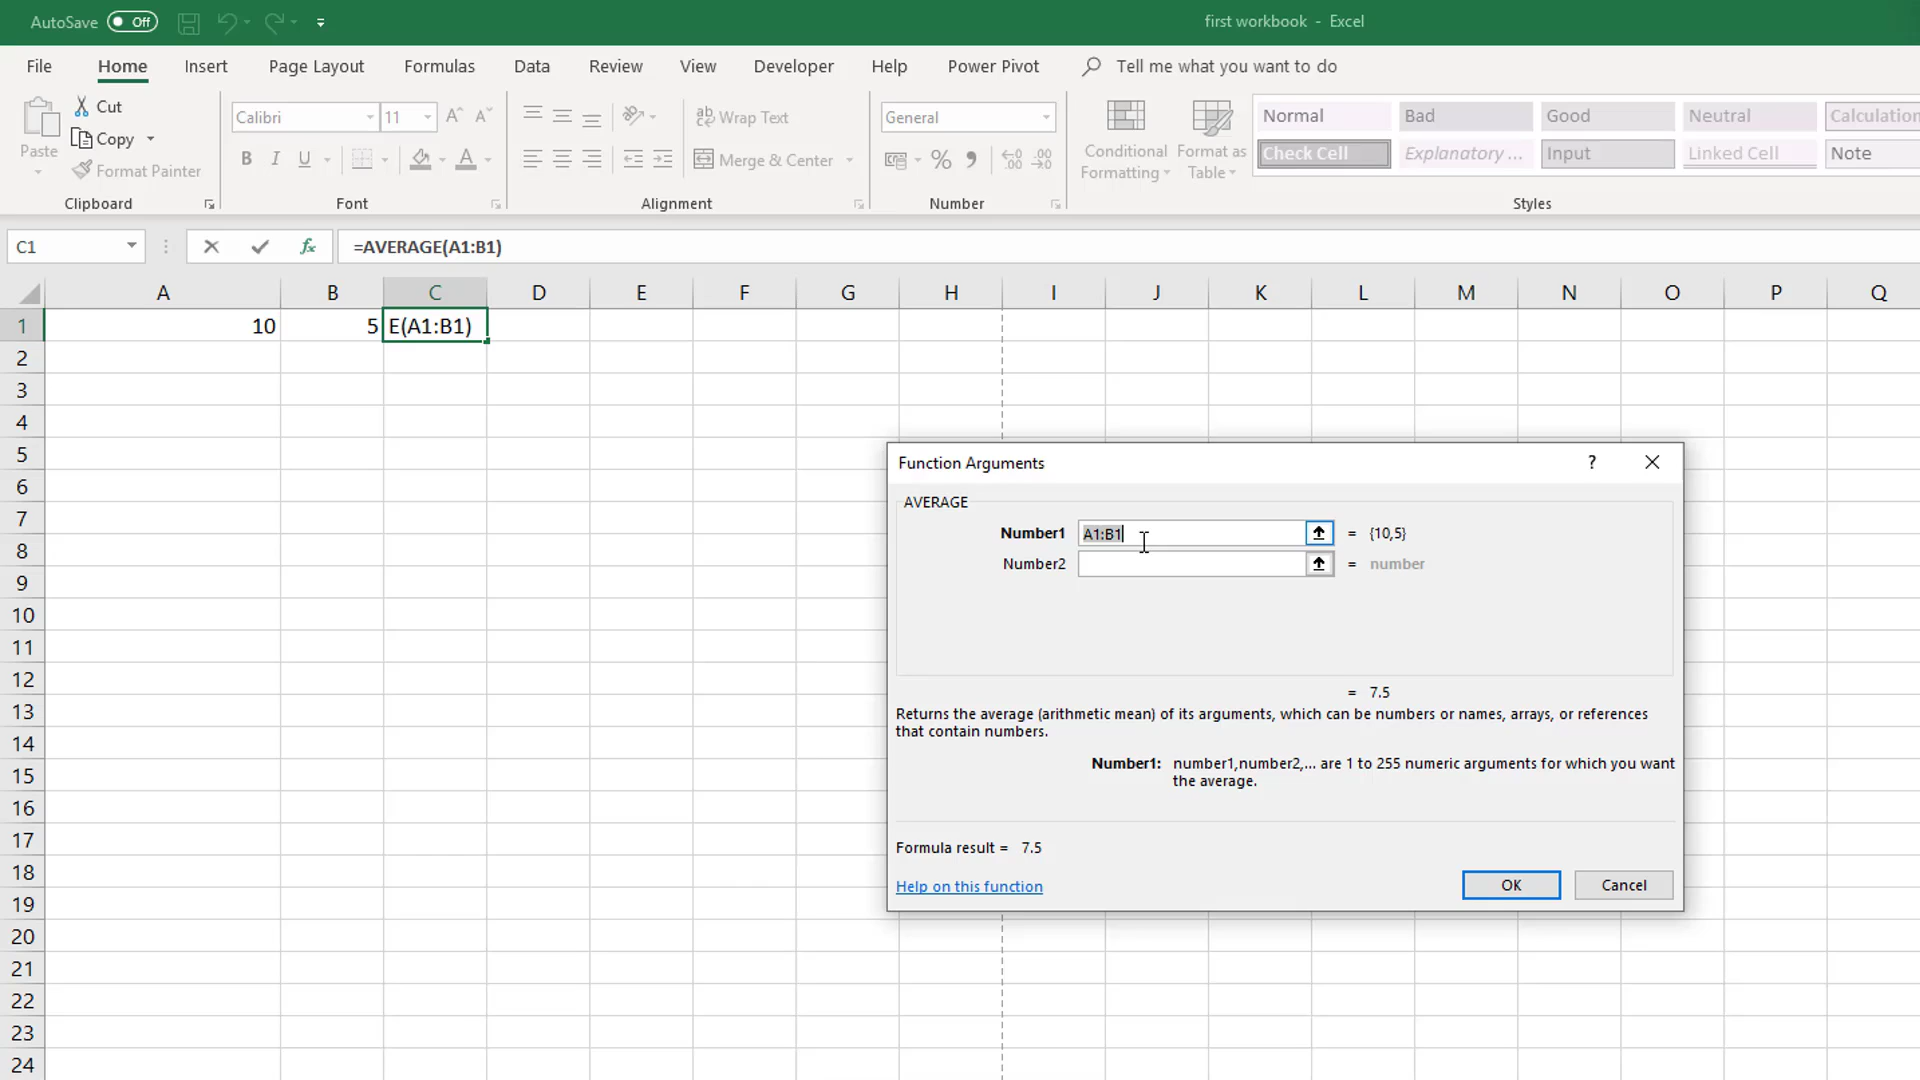 AutoSave Off
first workbook - Excel
File Home Insert Page Layout Formulas Data Review View Developer Help Power Pivot Tell me what you want to do
Paste
Cut
Copy
Format Painter
Clipboard
Calibri 11
B I U A
Font
ab Wrap Text
Merge & Center
Alignment
General
% 9
Number
Conditional Formatting
Format as Table
Normal Bad Good Neutral Calculation
Check Cell Explanatory ... Input Linked Cell Note
Styles
C1 fx =AVERAGE(A1:B1)
A B C D E F G H I J K L M N O P Q
1 10 5 E(A1:B1)
2
3
4
5
6
7
8
9
10
11
12
13
14
15
16
17
18
19
20
21
22
23
24
Function Arguments ?
AVERAGE
Number1 A1:B1 = {10,5}
Number2 = number
= 7.5
Returns the average (arithmetic mean) of its arguments, which can be numbers or names, arrays, or references
that contain numbers.
Number1: number1,number2,... are 1 to 255 numeric arguments for which you want
the average.
Formula result = 7.5
Help on this function
OK Cancel